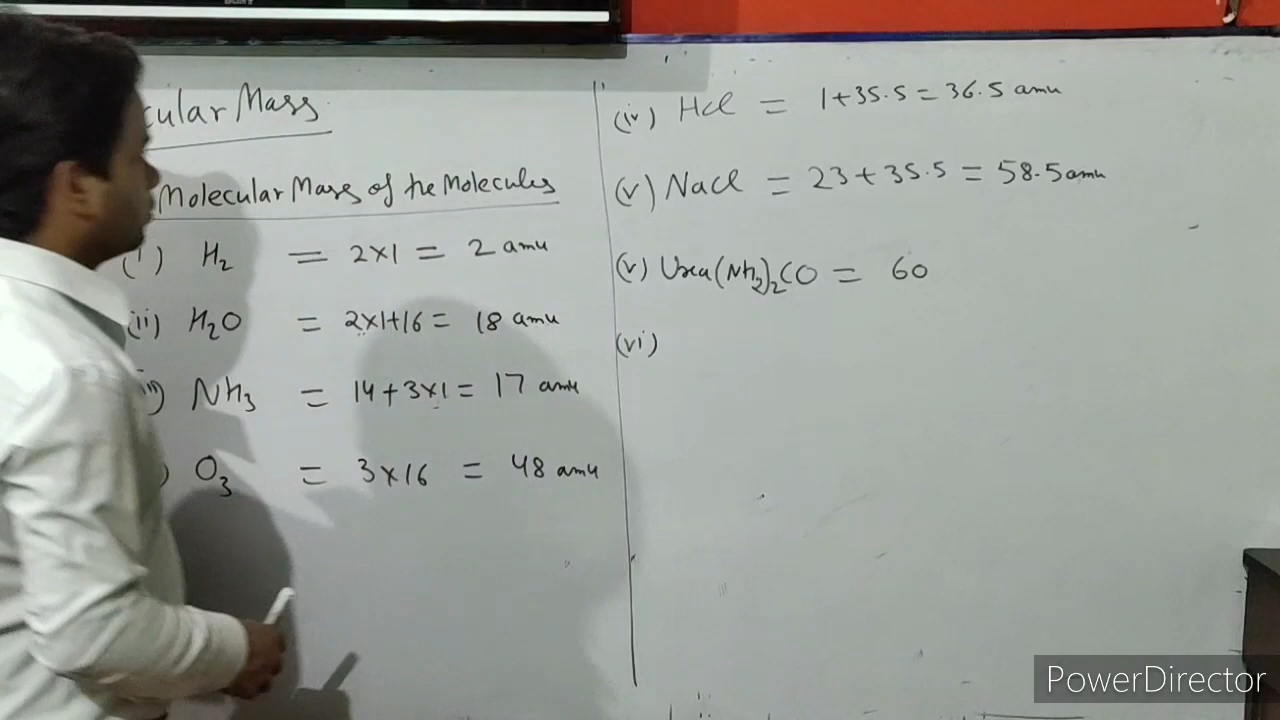 cular Mass
Molecular Mass of the Molecules
(i) H₂ = 2×1 = 2 amu
(ii) H₂O = 2×1+16 = 18 amu
ii) NH₃ = 14+3×1 = 17 amu
) O₃ = 3×16 = 48 amu
(iv) HCl = 1+35.5 = 36.5 amu
(v) NaCl = 23+35.5 = 58.5 amu
(v) Urea(NH₂)₂CO = 60
(vi)
PowerDirector